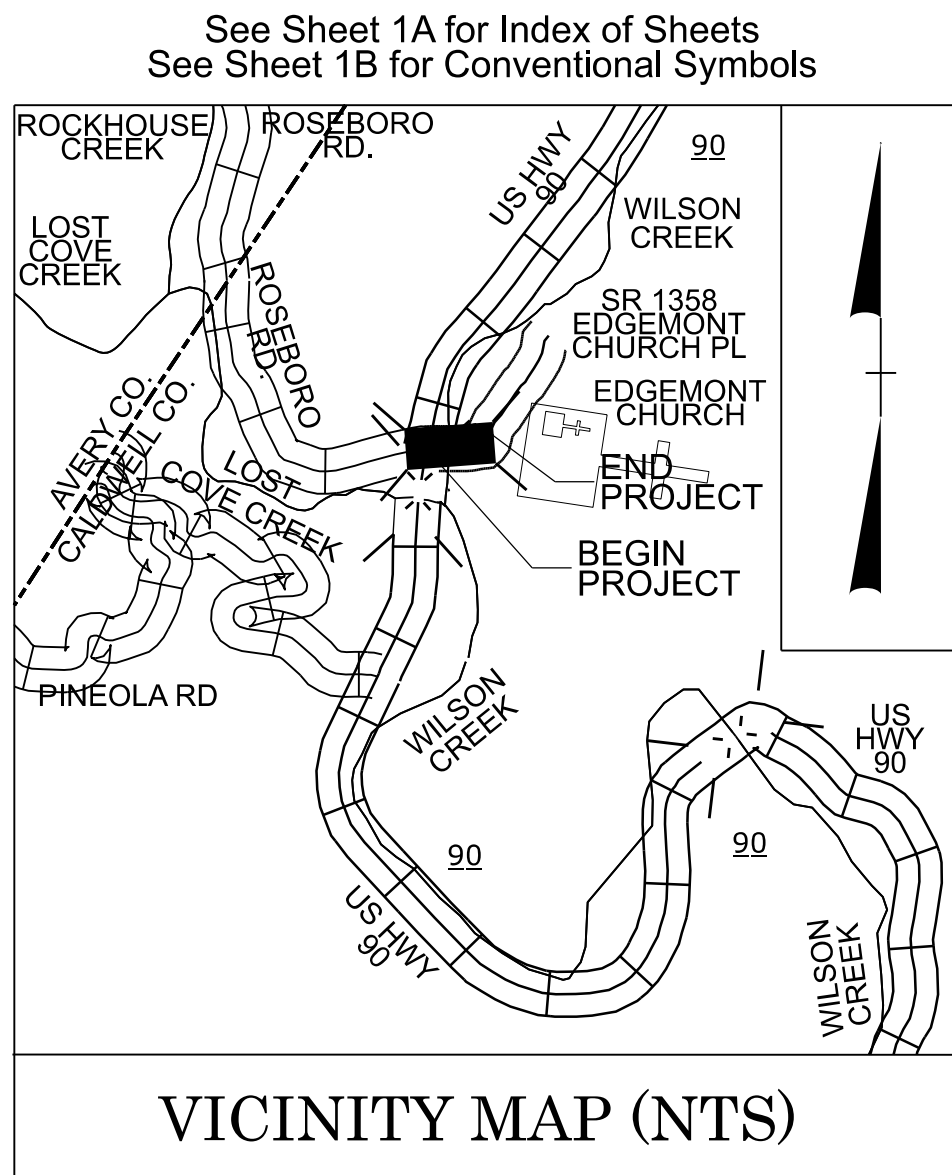 See Sheet 1A for Index of Sheets
See Sheet 1B for Conventional Symbols
ROCKHOUSE
CREEK
ROSEBORO
RD.
US HWY
90
90
LOST
COVE
CREEK
WILSON
CREEK
ROSEBORO
RD.
SR 1358
EDGEMONT
CHURCH PL
EDGEMONT
CHURCH
AVERY CO.
CALDWELL CO.
LOST
COVE CREEK
END
PROJECT
BEGIN
PROJECT
PINEOLA RD
WILSON
CREEK
US
HWY
90
90
90
US HWY
90
WILSON
CREEK
VICINITY MAP (NTS)